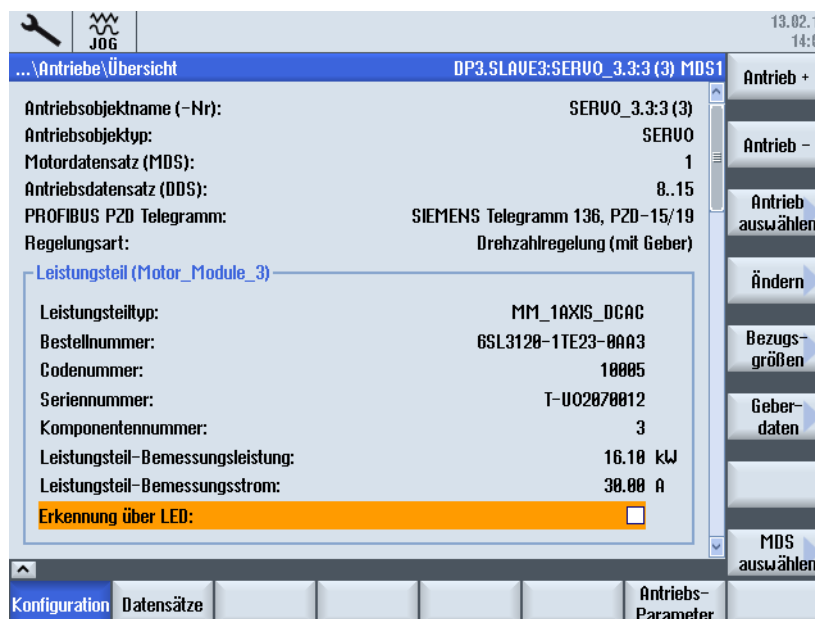 JOG
13.02.1
14:0
...\Antriebe\Übersicht DP3.SLAVE3:SERVO_3.3:3 (3) MDS1
Antrieb +
Antriebsobjektname (-Nr): SERVO_3.3:3 (3)
Antriebsobjektyp: SERVO
Antrieb -
Motordatensatz (MDS): 1
Antriebsdatensatz (DDS): 8..15
Antrieb
auswählen
PROFIBUS PZD Telegramm: SIEMENS Telegramm 136, PZD-15/19
Regelungsart: Drehzahlregelung (mit Geber)
Leistungsteil (Motor_Module_3)
Ändern
Leistungsteiltyp: MM_1AXIS_DCAC
Bestellnummer: 6SL3120-1TE23-0AA3
Bezugs-
größen
Codenummer: 10005
Seriennummer: T-UO2070012
Geber-
daten
Komponentennummer: 3
Leistungsteil-Bemessungsleistung: 16.10 kW
Leistungsteil-Bemessungsstrom: 30.00 A
Erkennung über LED:
MDS
auswählen
Konfiguration Datensätze Antriebs-
Parameter